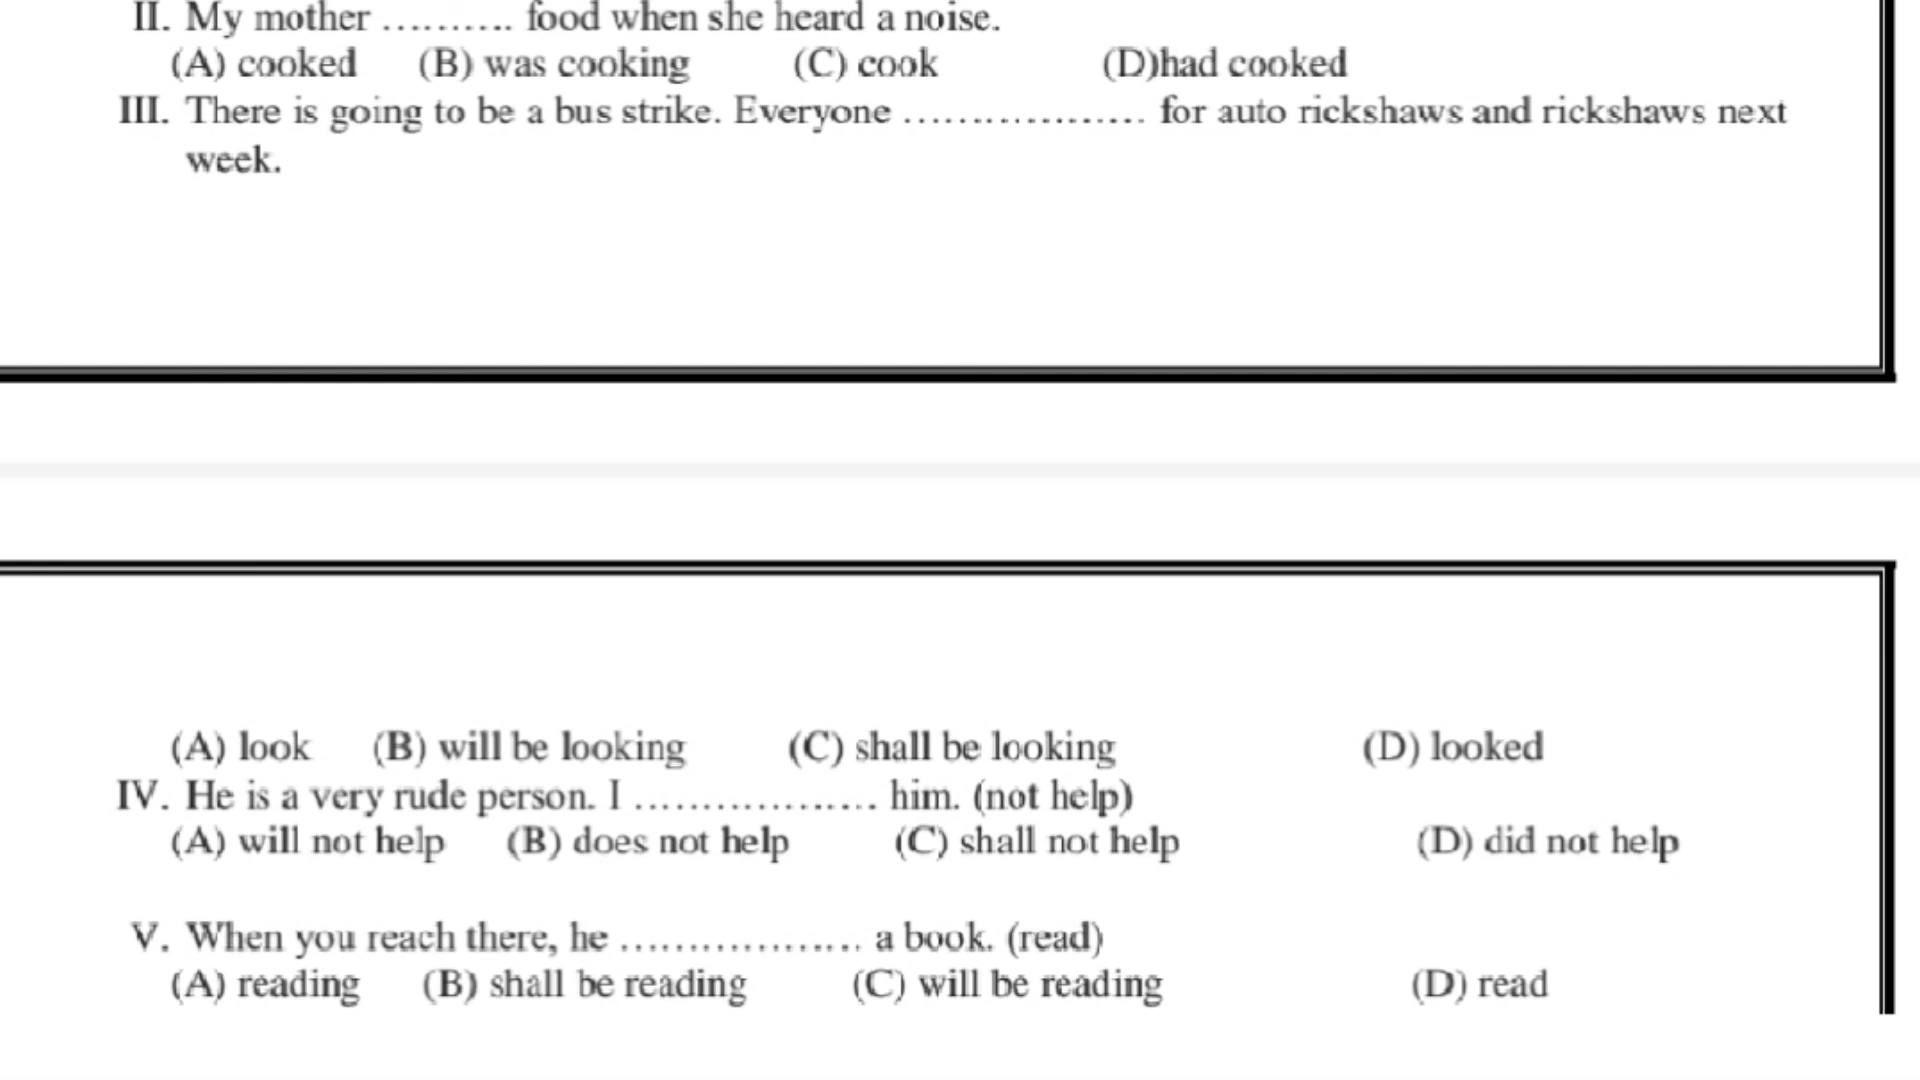 II. My mother .......... food when she heard a noise.
(A) cooked (B) was cooking (C) cook (D)had cooked
III. There is going to be a bus strike. Everyone .................. for auto rickshaws and rickshaws next
week.
(A) look (B) will be looking (C) shall be looking (D) looked
IV. He is a very rude person. I .................. him. (not help)
(A) will not help (B) does not help (C) shall not help (D) did not help
V. When you reach there, he .................. a book. (read)
(A) reading (B) shall be reading (C) will be reading (D) read